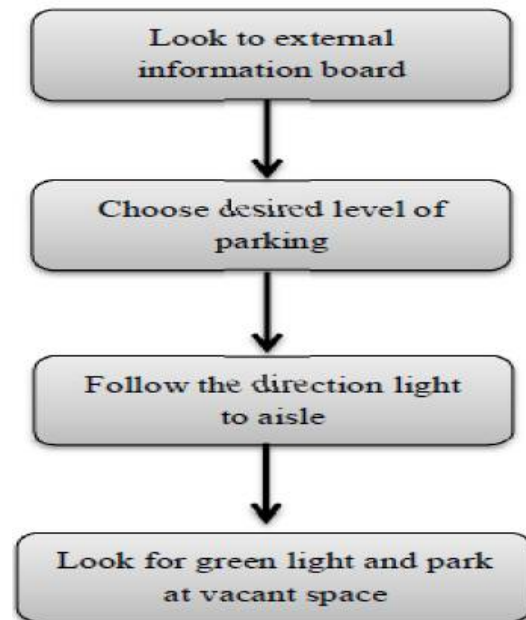 Look to external
information board
Choose desired level of
parking
Follow the direction light
to aisle
Look for green light and park
at vacant space